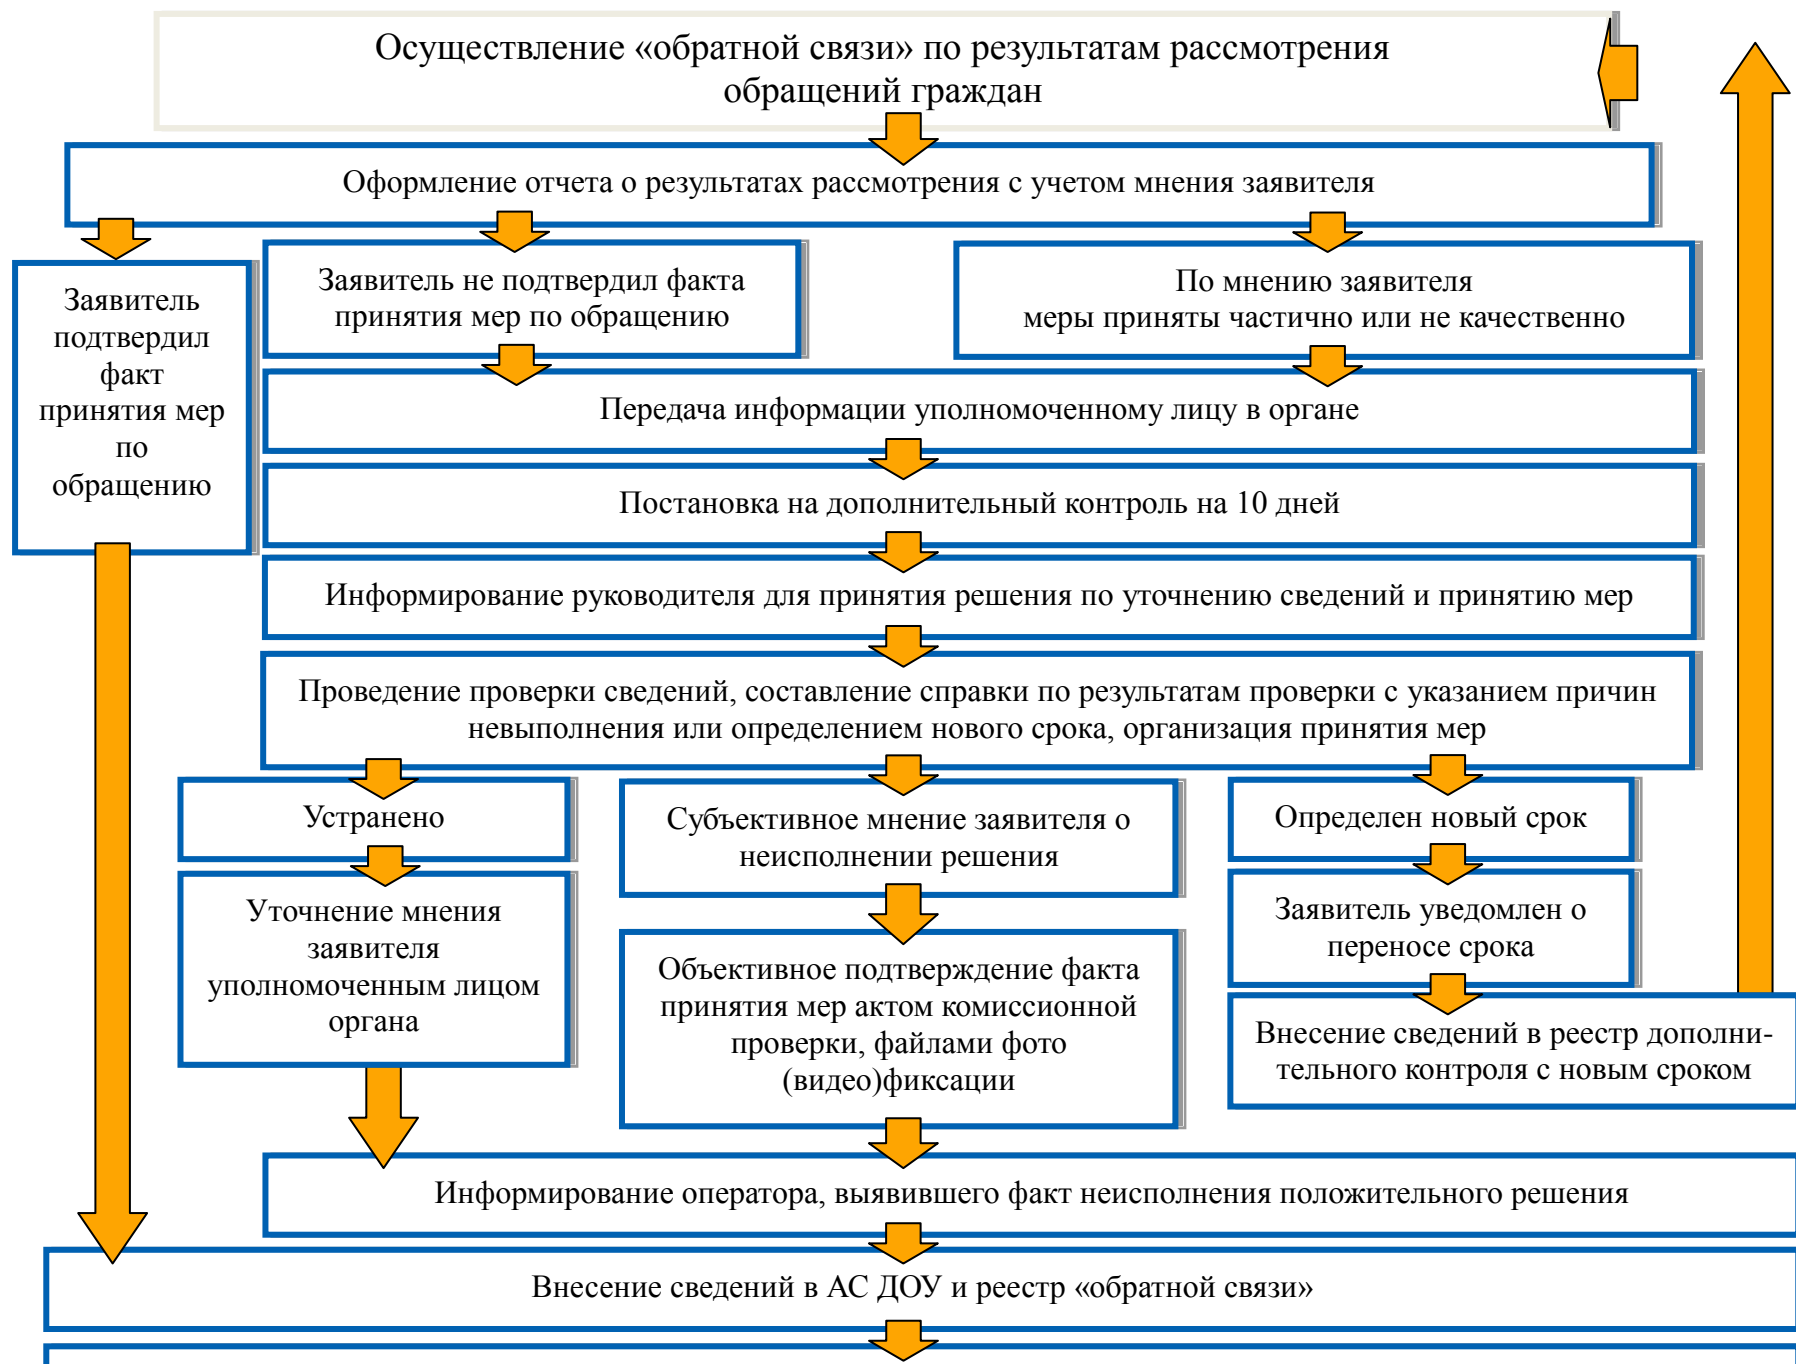 Осуществление «обратной связи» по результатам рассмотрения
обращений граждан
Оформление отчета о результатах рассмотрения с учетом мнения заявителя
Заявитель
подтвердил
факт
принятия мер
по
обращению
Заявитель не подтвердил факта
принятия мер по обращению
По мнению заявителя
меры приняты частично или не качественно
Передача информации уполномоченному лицу в органе
Постановка на дополнительный контроль на 10 дней
Информирование руководителя для принятия решения по уточнению сведений и принятию мер
Проведение проверки сведений, составление справки по результатам проверки с указанием причин
невыполнения или определением нового срока, организация принятия мер
Устранено
Уточнение мнения
заявителя
уполномоченным лицом
органа
Субъективное мнение заявителя о
неисполнении решения
Объективное подтверждение факта
принятия мер актом комиссионной
проверки, файлами фото
(видео)фиксации
Определен новый срок
Заявитель уведомлен о
переносе срока
Внесение сведений в реестр дополни-
тельного контроля с новым сроком
Информирование оператора, выявившего факт неисполнения положительного решения
Внесение сведений в АС ДОУ и реестр «обратной связи»